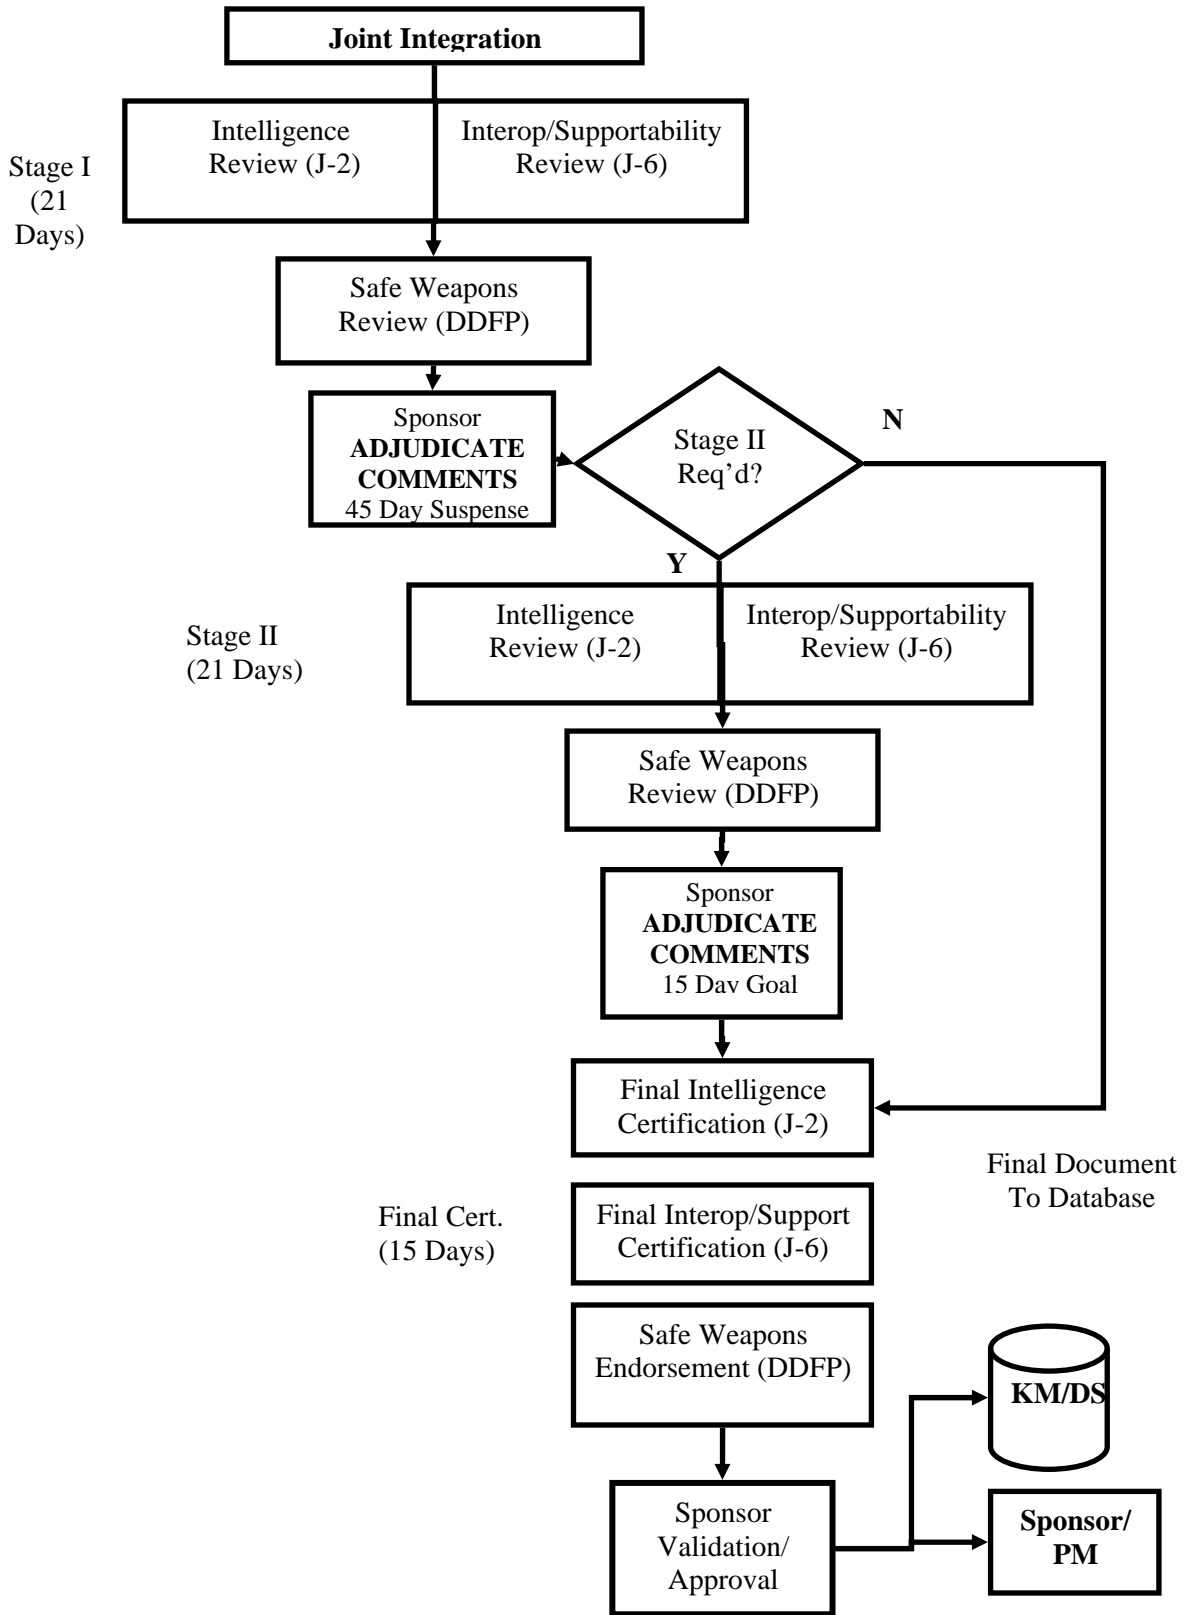 Joint Integration
Intelligence
Review (J-2)
Interop/Supportability
Review (J-6)
Stage I
(21
Days)
Safe Weapons
Review (DDFP)
Sponsor
ADJUDICATE
COMMENTS
45 Day Suspense
Stage II
Req’d?
N
Y
Intelligence
Review (J-2)
Interop/Supportability
Review (J-6)
Stage II
(21 Days)
Safe Weapons
Review (DDFP)
Sponsor
ADJUDICATE
COMMENTS
15 Day Goal
Final Intelligence
Certification (J-2)
Final Document
To Database
Final Cert.
(15 Days)
Final Interop/Support
Certification (J-6)
Safe Weapons
Endorsement (DDFP)
KM/DS
Sponsor
Validation/
Approval
Sponsor/
PM